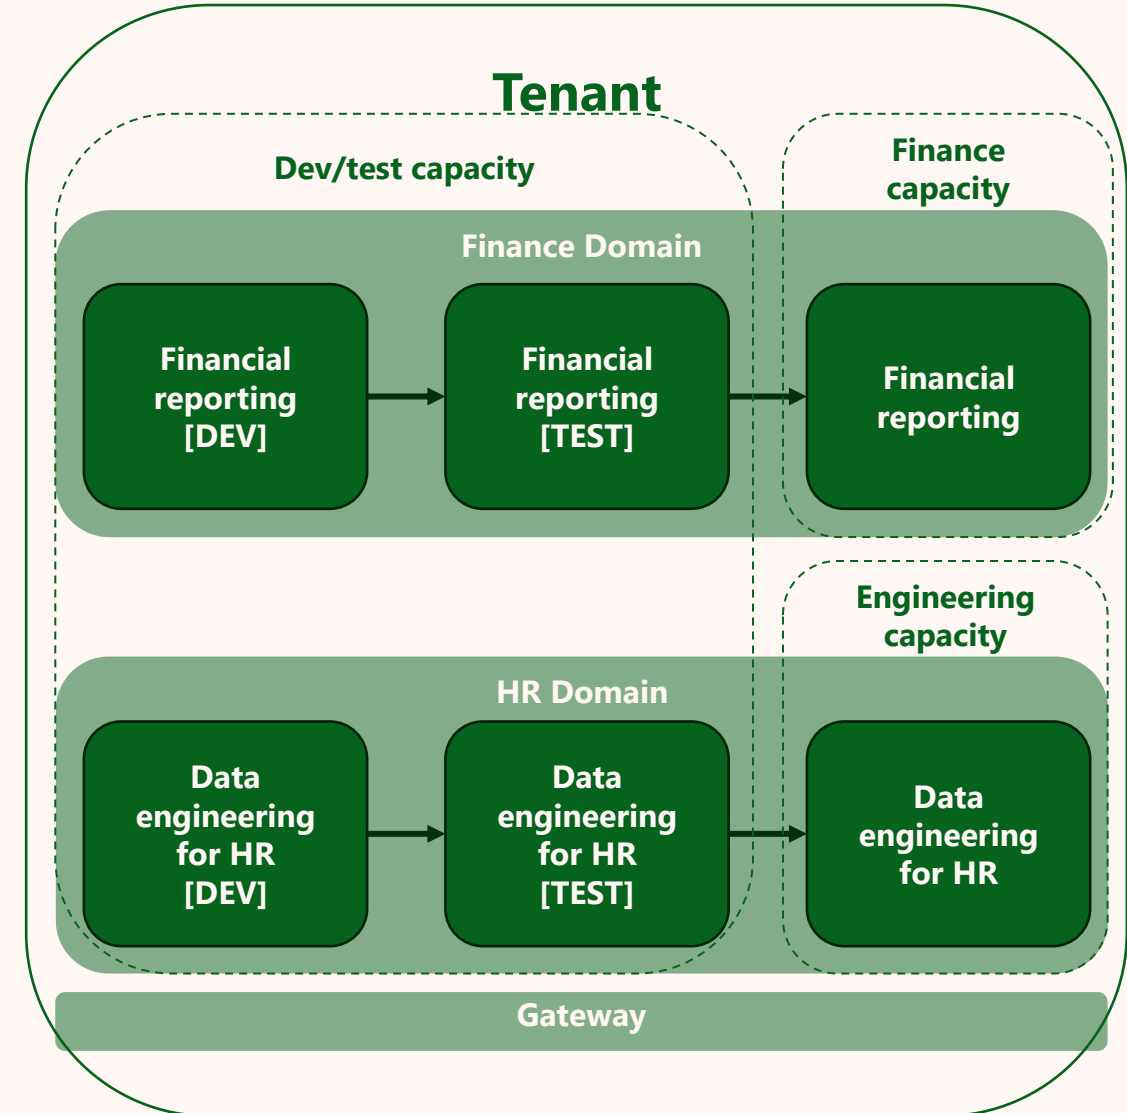 Tenant
Dev/test capacity
Finance
capacity
Finance Domain
Financial
reporting
[DEV]
Financial
reporting
[TEST]
Financial
reporting
Engineering
capacity
HR Domain
Data
engineering
for HR
[DEV]
Data
engineering
for HR
[TEST]
Data
engineering
for HR
Gateway